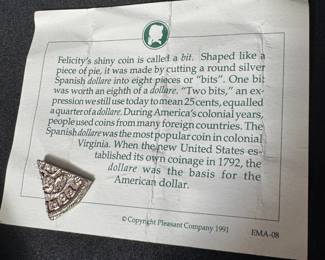 Felicity's shiny coin is called a bit. Shaped like a
piece of pie, it was made by cutting a round silver
Spanish dollare into eight pieces or "bits". One bit
was worth an eighth of a dollare. "Two bits," an ex-
pression we still use today to mean 25 cents, equalled
a quarter of a dollare. During America's colonial years,
people used coins from many foreign countries. The
Spanish dollare was the most popular coin in colonial
Virginia. When the new United States es-
tablished its own coinage in 1792, the
dollare was the basis for the
American dollar.
© Copyright Pleasant Company 1991
EMA-08